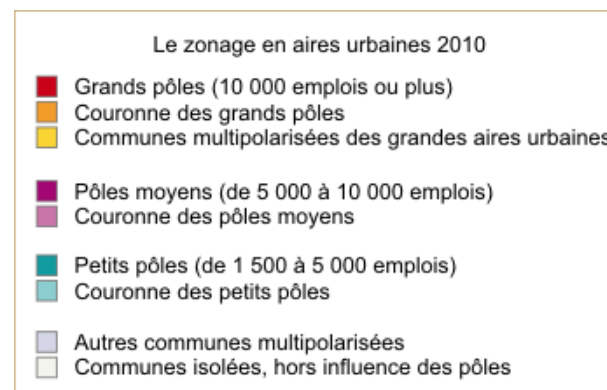 Le zonage en aires urbaines 2010
Grands pôles (10 000 emplois ou plus)
Couronne des grands pôles
Communes multipolarisées des grandes aires urbaines
Pôles moyens (de 5 000 à 10 000 emplois)
Couronne des pôles moyens
Petits pôles (de 1 500 à 5 000 emplois)
Couronne des petits pôles
Autres communes multipolarisées
Communes isolées, hors influence des pôles